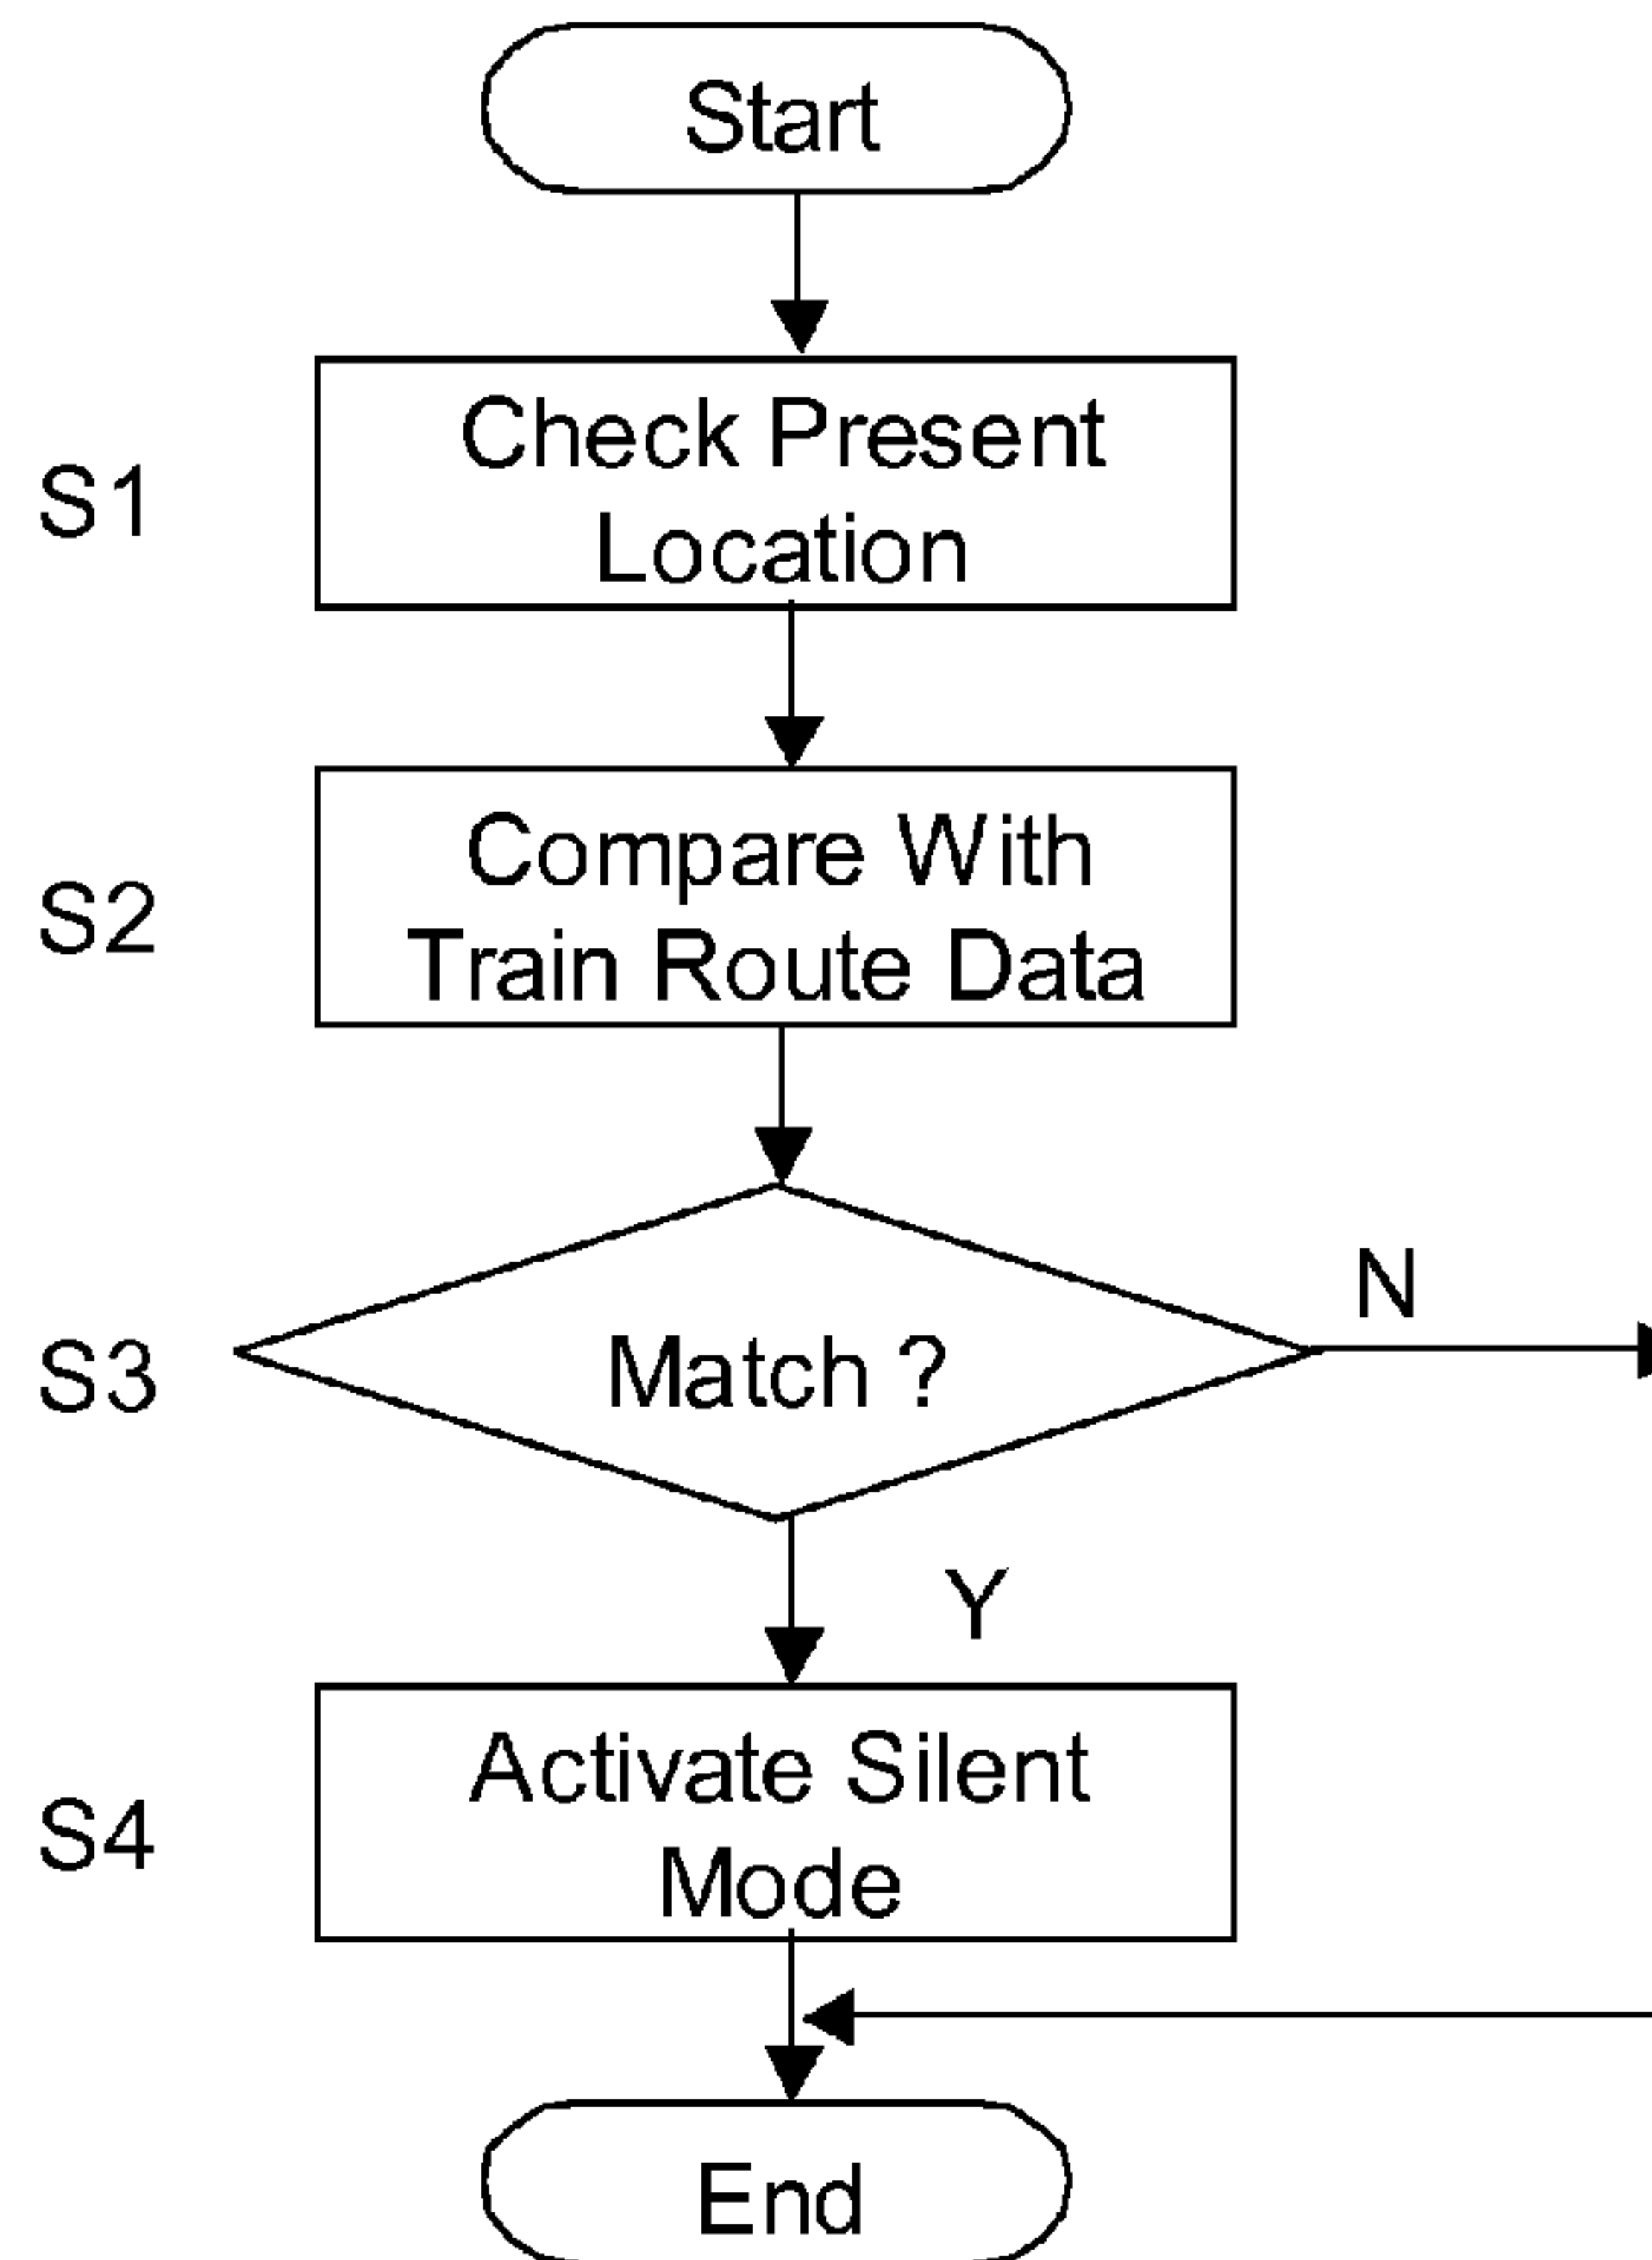 Start
S1
Check Present
Location
S2
Compare With
Train Route Data
S3
Match ?
N
Y
S4
Activate Silent
Mode
End